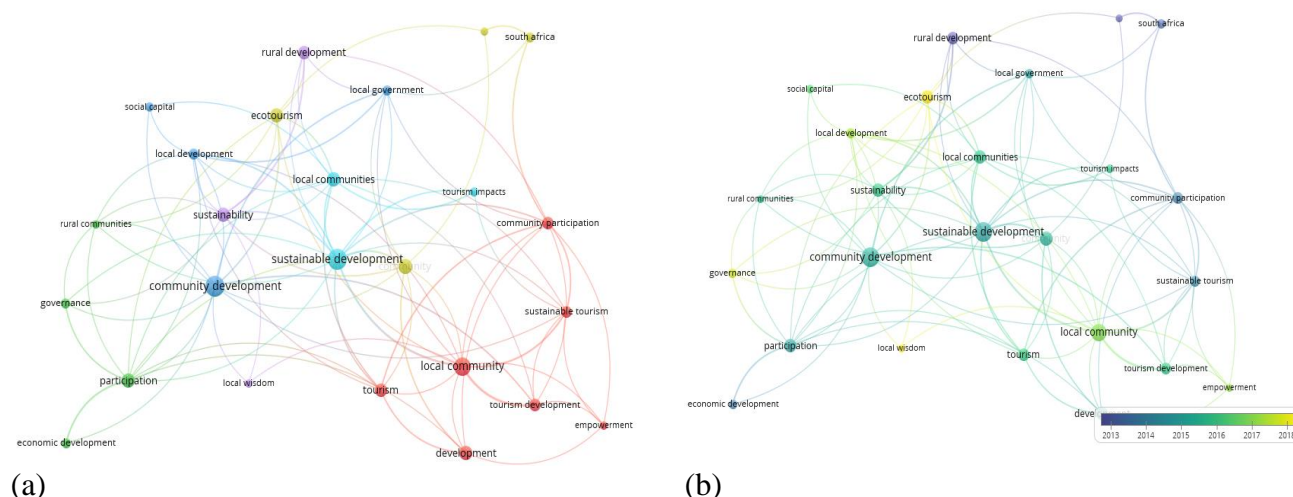 rural development
south africa
local government
social capital
ecotourism
local development
local communities
tourism impacts
sustainability
rural communities
community participation
sustainable development
community
community development
governance
sustainable tourism
local community
participation
local wisdom
tourism
tourism development
empowerment
economic development
development
(a)
south africa
rural development
local government
social capital
ecotourism
local development
local communities
tourism impacts
sustainability
rural communities
community participation
sustainable development
community development
governance
sustainable tourism
local community
participation
local wisdom
tourism
tourism development
empowerment
economic development
2013 2014 2015 2016 2017 2018
(b)